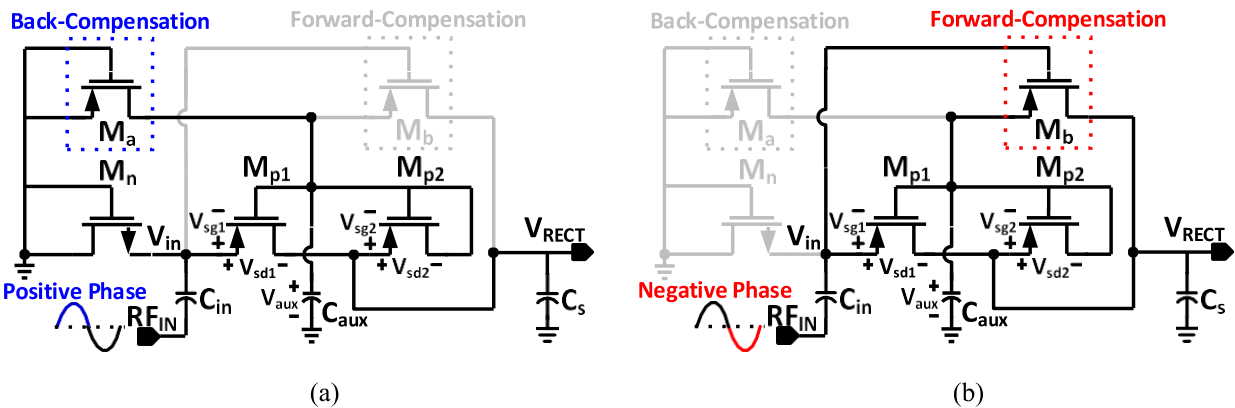 Back-Compensation Forward-Compensation
Ma Mb
Mn Mp1 Mp2
Vsg1 − + Vsg2 − +
Vin VRECT
+ Vsd1 − + Vsd2 −
Positive Phase Cin Vaux + − Caux Cs
RFIN
(a)
Back-Compensation Forward-Compensation
Ma Mb
Mn Mp1 Mp2
Vsg1 − + Vsg2 − +
Vin VRECT
+ Vsd1 − + Vsd2 −
Negative Phase Cin Vaux + − Caux Cs
RFIN
(b)